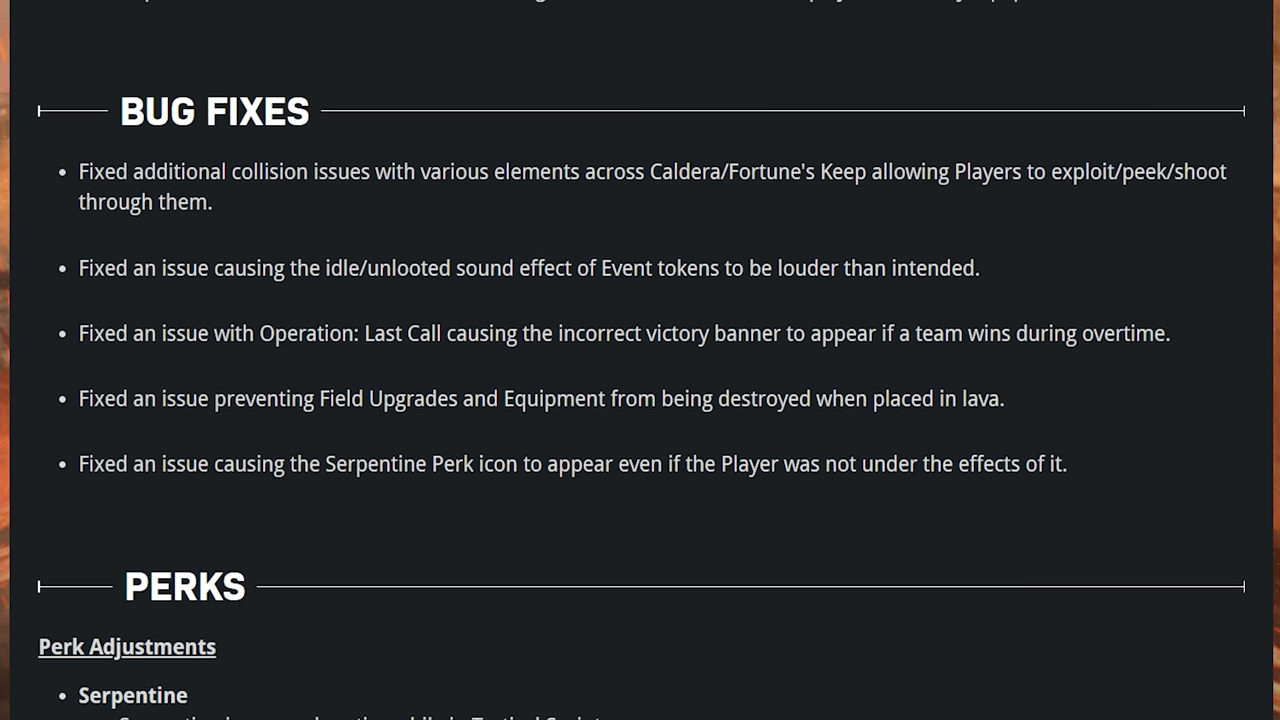 BUG FIXES
• Fixed additional collision issues with various elements across Caldera/Fortune's Keep allowing Players to exploit/peek/shoot
through them.
• Fixed an issue causing the idle/unlooted sound effect of Event tokens to be louder than intended.
• Fixed an issue with Operation: Last Call causing the incorrect victory banner to appear if a team wins during overtime.
• Fixed an issue preventing Field Upgrades and Equipment from being destroyed when placed in lava.
• Fixed an issue causing the Serpentine Perk icon to appear even if the Player was not under the effects of it.
PERKS
Perk Adjustments
• Serpentine